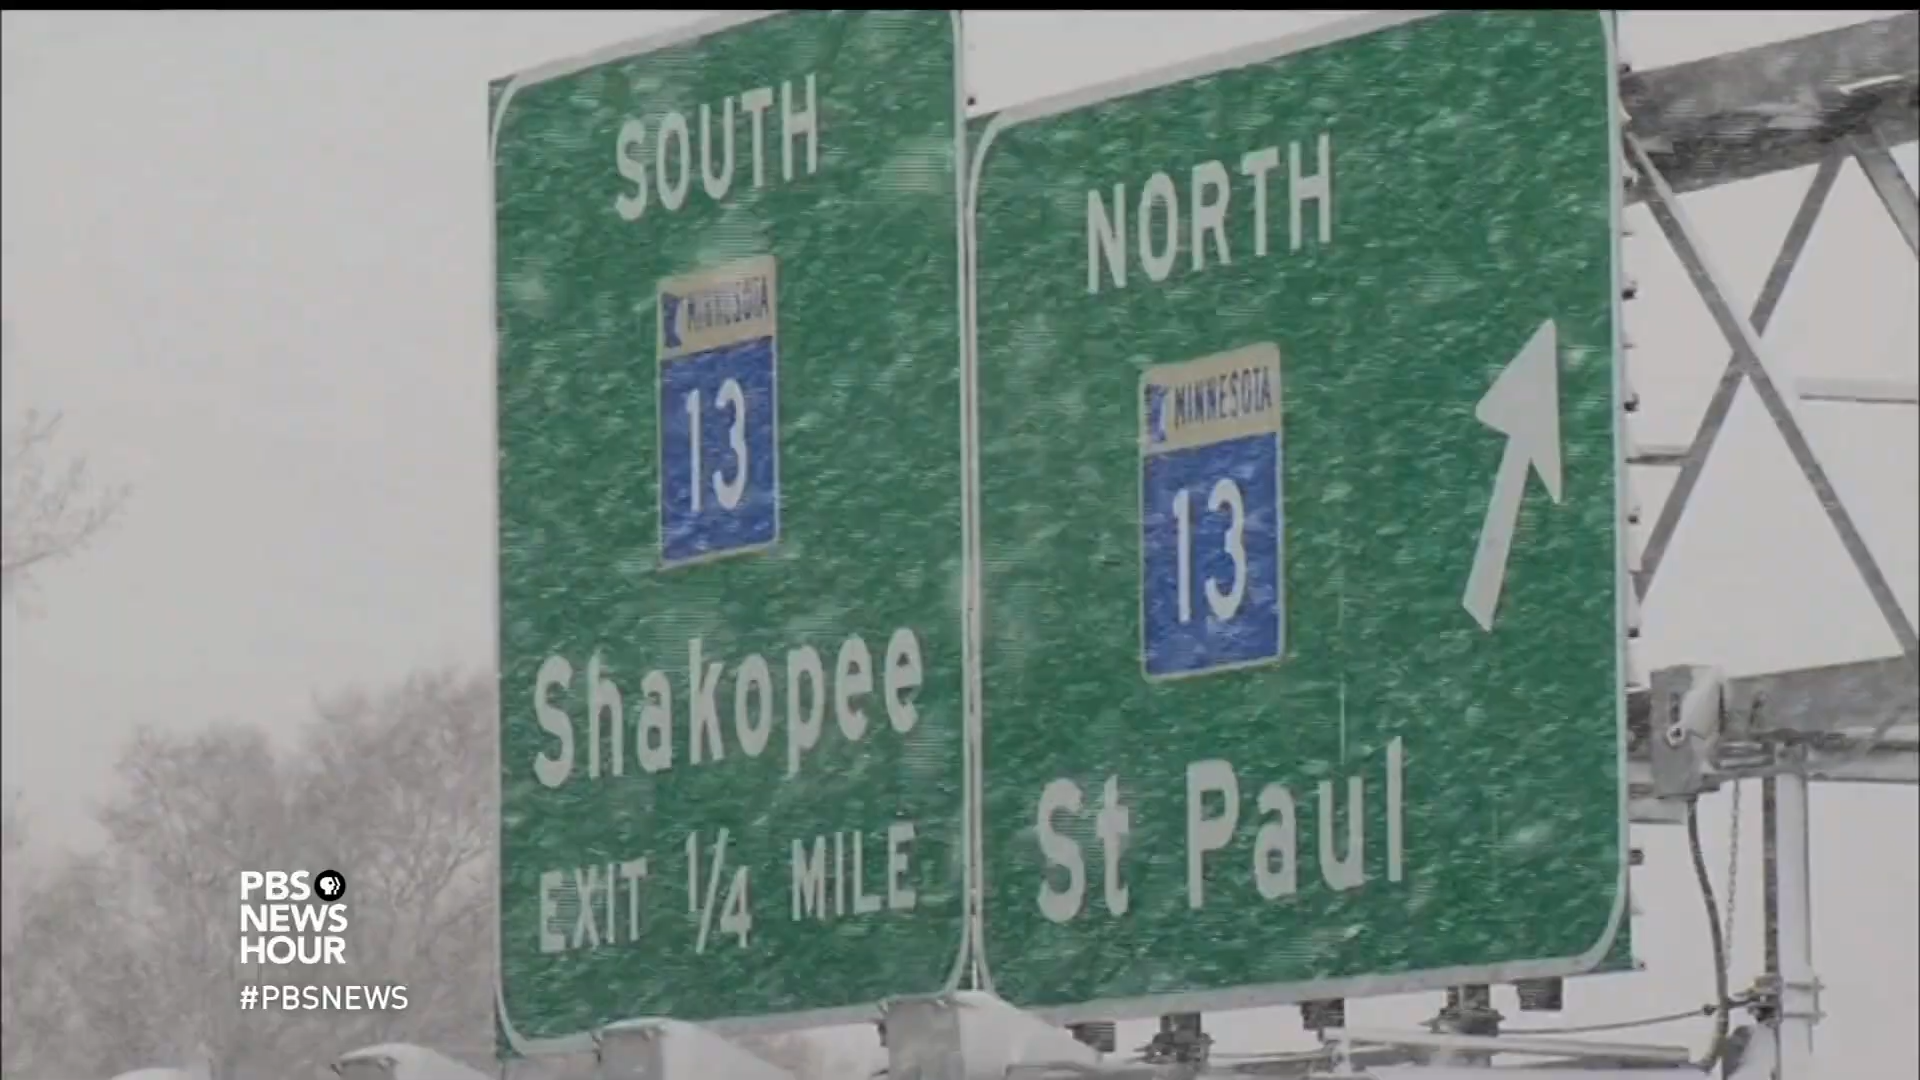 SOUTH
MINNESOTA
13
Shakopee
EXIT 1/4 MILE
NORTH
MINNESOTA
13
St Paul
PBS
NEWS
HOUR
#PBSNEWS